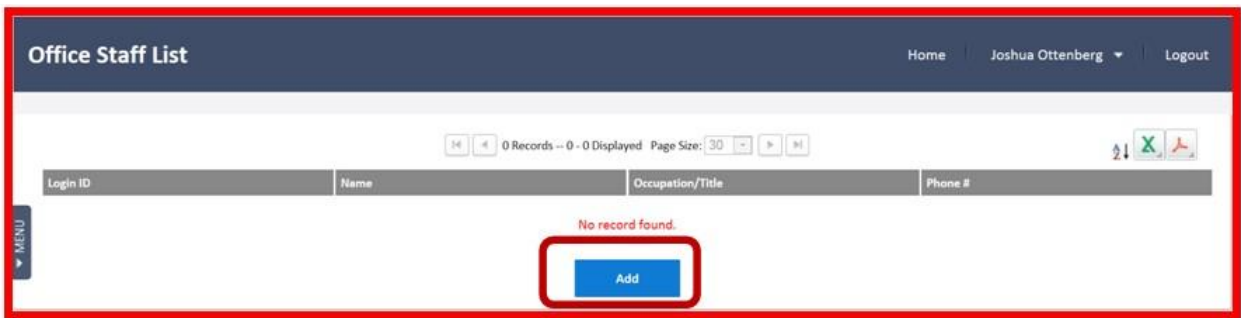 Office Staff List
Home Joshua Ottenberg Logout
0 Records -- 0 - 0 Displayed Page Size: 30
Login ID Name Occupation/Title Phone #
MENU
No record found.
Add